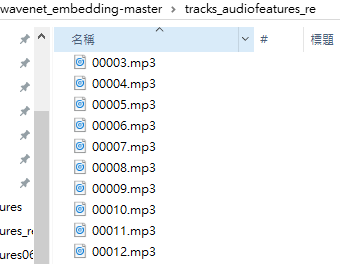 wavenet_embedding-master › tracks_audiofeatures_re
名稱 # 標題
00003.mp3
00004.mp3
00005.mp3
00006.mp3
00007.mp3
00008.mp3
00009.mp3
ures 00010.mp3
ures_re 00011.mp3
ures06 00012.mp3